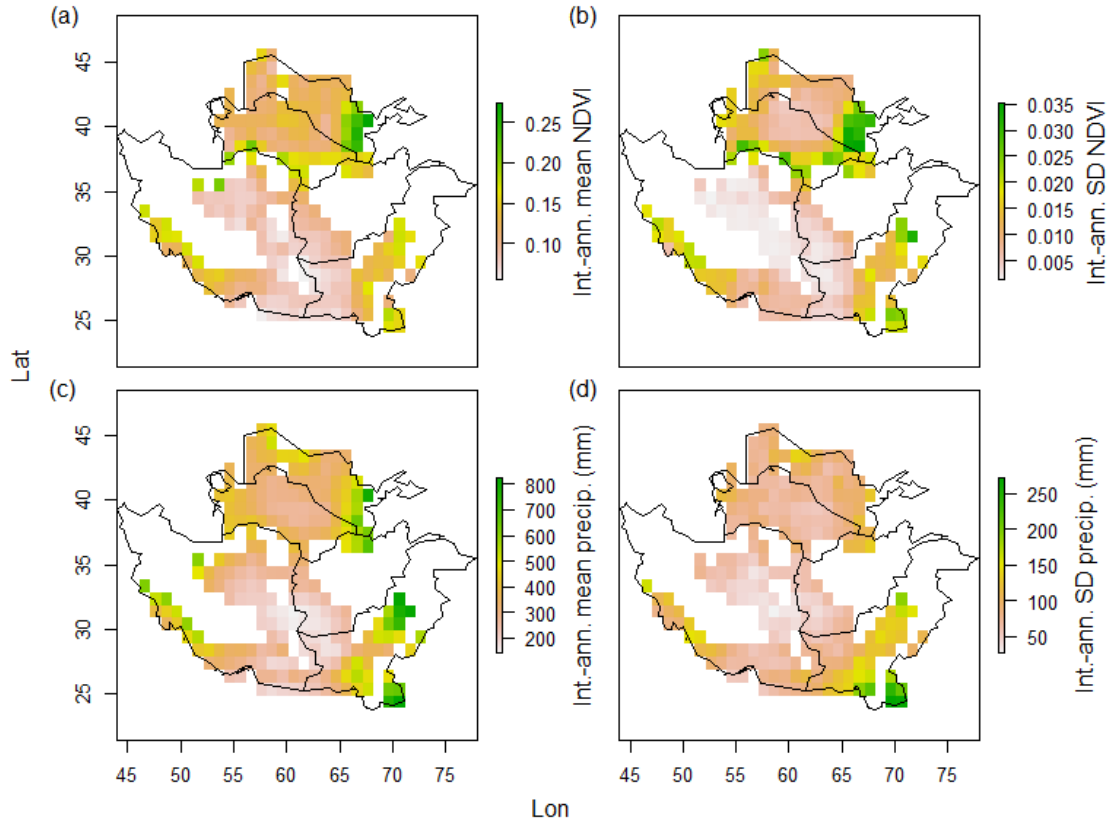 (a)
45
40
35
30
25
0.25
0.20
0.15
0.10
Int.-ann. mean NDVI
(b)
0.035
0.030
0.025
0.020
0.015
0.010
0.005
Int.-ann. SD NDVI
Lat
(c)
45
40
35
30
25
45 50 55 60 65 70 75
800
700
600
500
400
300
200
Int.-ann. mean precip. (mm)
(d)
45 50 55 60 65 70 75
250
200
150
100
50
Int.-ann. SD precip. (mm)
Lon